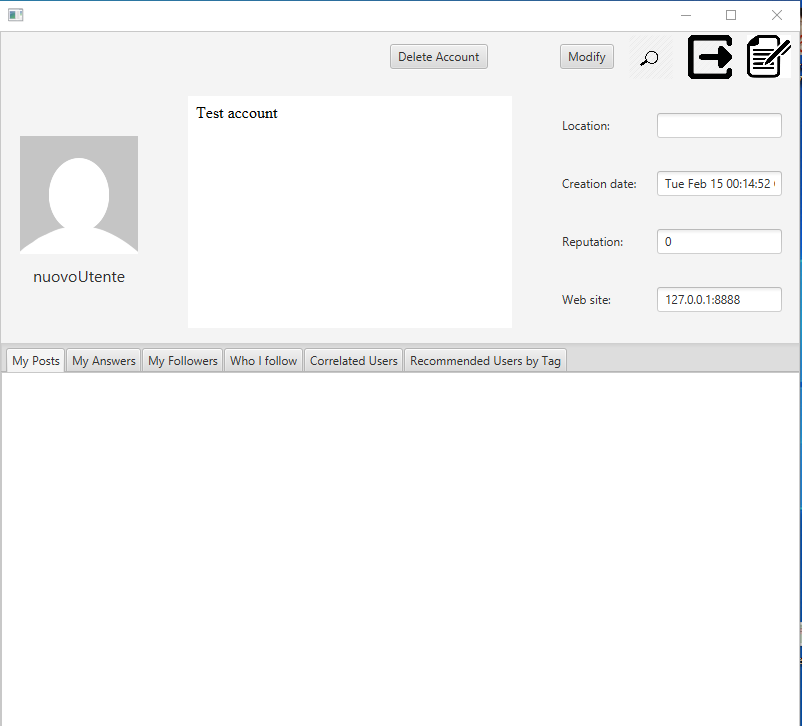 Delete Account
Modify
Test account
nuovoUtente
Location:
Creation date: Tue Feb 15 00:14:52
Reputation: 0
Web site: 127.0.0.1:8888
My Posts My Answers My Followers Who I follow Correlated Users Recommended Users by Tag